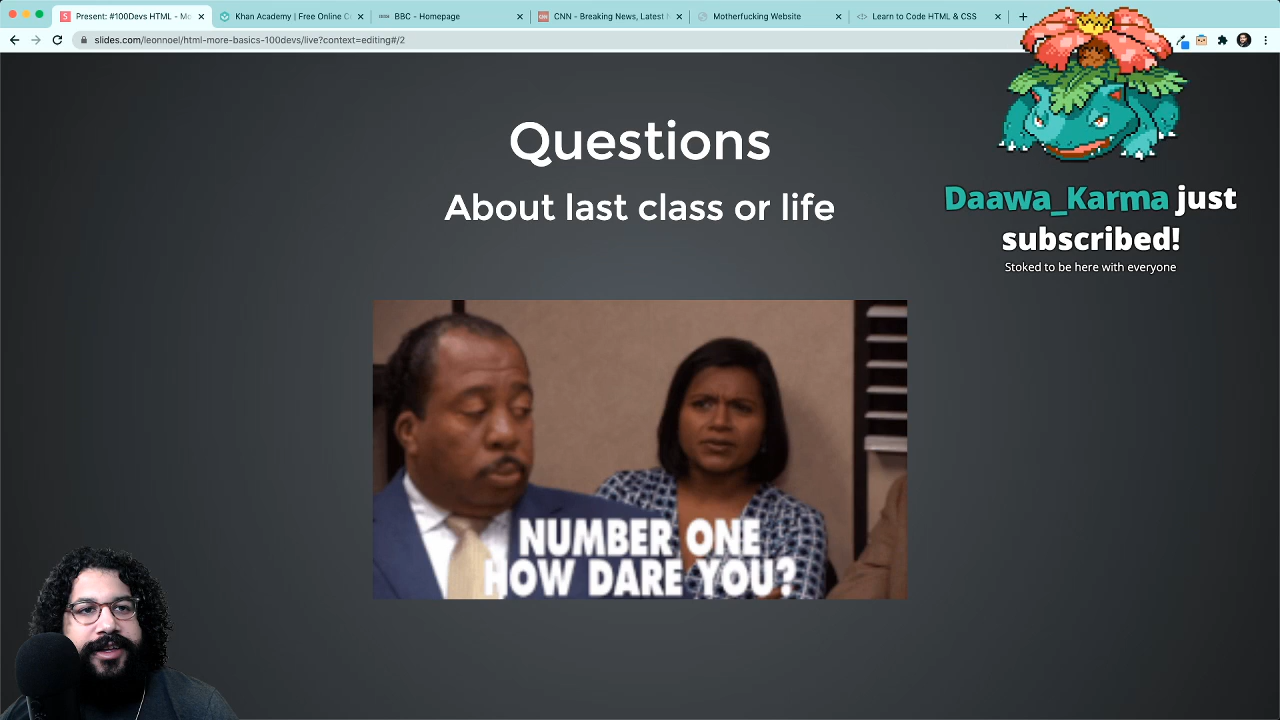 Present: #100Devs HTML - Mo
Khan Academy | Free Online C
BBC - Homepage
CNN - Breaking News, Latest N
Motherfucking Website
Learn to Code HTML & CSS
slides.com/leonnoel/html-more-basics-100devs/live?context=editing#/2
Questions
About last class or life
Daawa_Karma just
subscribed!
Stoked to be here with everyone
NUMBER ONE
HOW DARE YOU?